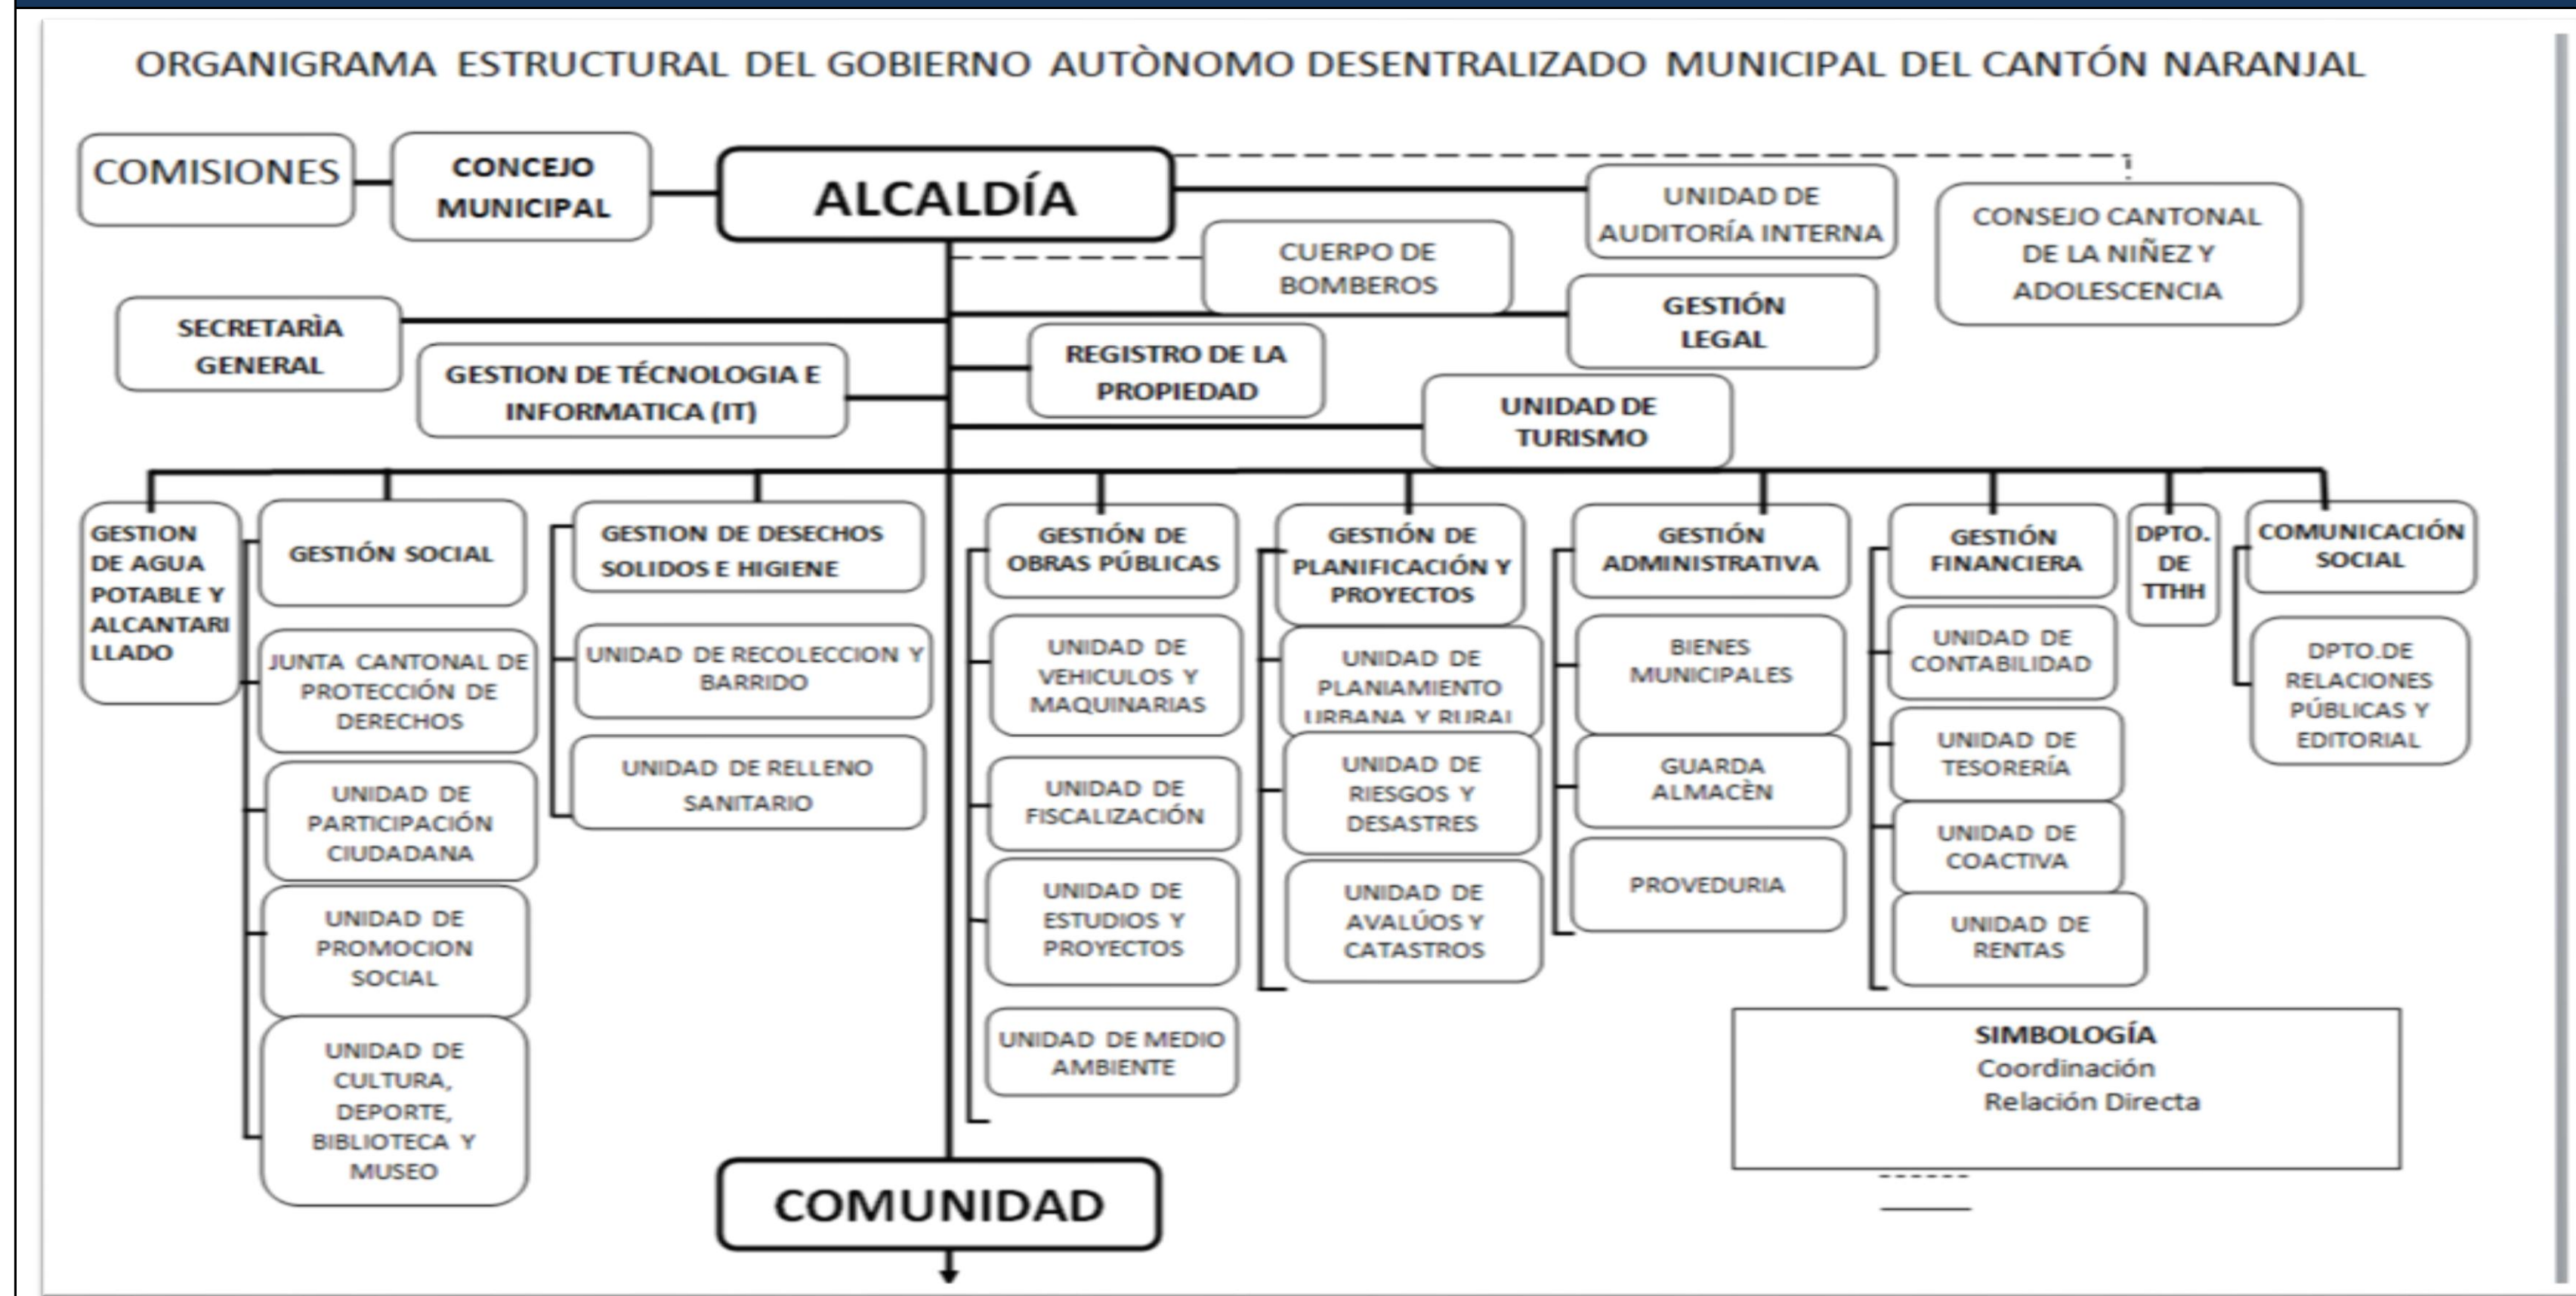 ORGANIGRAMA ESTRUCTURAL DEL GOBIERNO AUTÒNOMO DESENTRALIZADO MUNICIPAL DEL CANTÓN NARANJAL
COMISIONES
CONCEJO
MUNICIPAL
ALCALDÍA
UNIDAD DE
AUDITORÍA INTERNA
CONSEJO CANTONAL
DE LA NIÑEZ Y
ADOLESCENCIA
CUERPO DE
BOMBEROS
GESTIÓN
LEGAL
SECRETARÌA
GENERAL
GESTION DE TÉCNOLOGIA E
INFORMATICA (IT)
REGISTRO DE LA
PROPIEDAD
UNIDAD DE
TURISMO
GESTION
DE AGUA
POTABLE Y
ALCANTARI
LLADO
GESTIÓN SOCIAL
JUNTA CANTONAL DE
PROTECCIÓN DE
DERECHOS
UNIDAD DE
PARTICIPACIÓN
CIUDADANA
UNIDAD DE
PROMOCION
SOCIAL
UNIDAD DE
CULTURA,
DEPORTE,
BIBLIOTECA Y
MUSEO
GESTION DE DESECHOS
SOLIDOS E HIGIENE
UNIDAD DE RECOLECCION Y
BARRIDO
UNIDAD DE RELLENO
SANITARIO
GESTIÓN DE
OBRAS PÚBLICAS
UNIDAD DE
VEHICULOS Y
MAQUINARIAS
UNIDAD DE
FISCALIZACIÓN
UNIDAD DE
ESTUDIOS Y
PROYECTOS
UNIDAD DE MEDIO
AMBIENTE
GESTIÓN DE
PLANIFICACIÓN Y
PROYECTOS
UNIDAD DE
PLANIAMIENTO
URBANA Y RURAL
UNIDAD DE
RIESGOS Y
DESASTRES
UNIDAD DE
AVALÚOS Y
CATASTROS
GESTIÓN
ADMINISTRATIVA
BIENES
MUNICIPALES
GUARDA
ALMACÈN
PROVEDURIA
GESTIÓN
FINANCIERA
UNIDAD DE
CONTABILIDAD
UNIDAD DE
TESORERÍA
UNIDAD DE
COACTIVA
UNIDAD DE
RENTAS
DPTO.
DE
TTHH
COMUNICACIÓN
SOCIAL
DPTO.DE
RELACIONES
PÚBLICAS Y
EDITORIAL
SIMBOLOGÍA
Coordinación
Relación Directa
COMUNIDAD